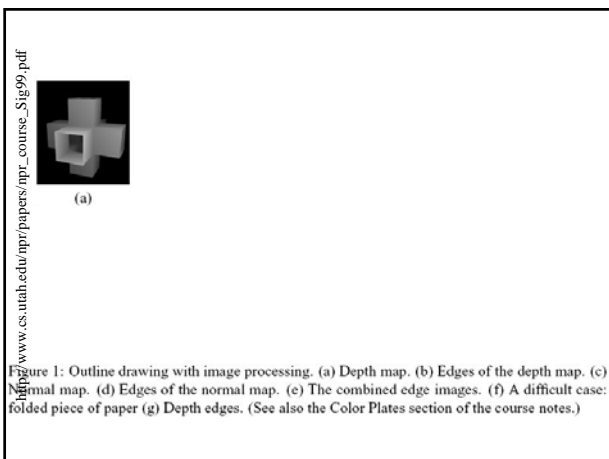 http://www.cs.utah.edu/npr/papers/npr_course_Sig99.pdf
(a)
Figure 1: Outline drawing with image processing. (a) Depth map. (b) Edges of the depth map. (c)
Normal map. (d) Edges of the normal map. (e) The combined edge images. (f) A difficult case:
folded piece of paper (g) Depth edges. (See also the Color Plates section of the course notes.)